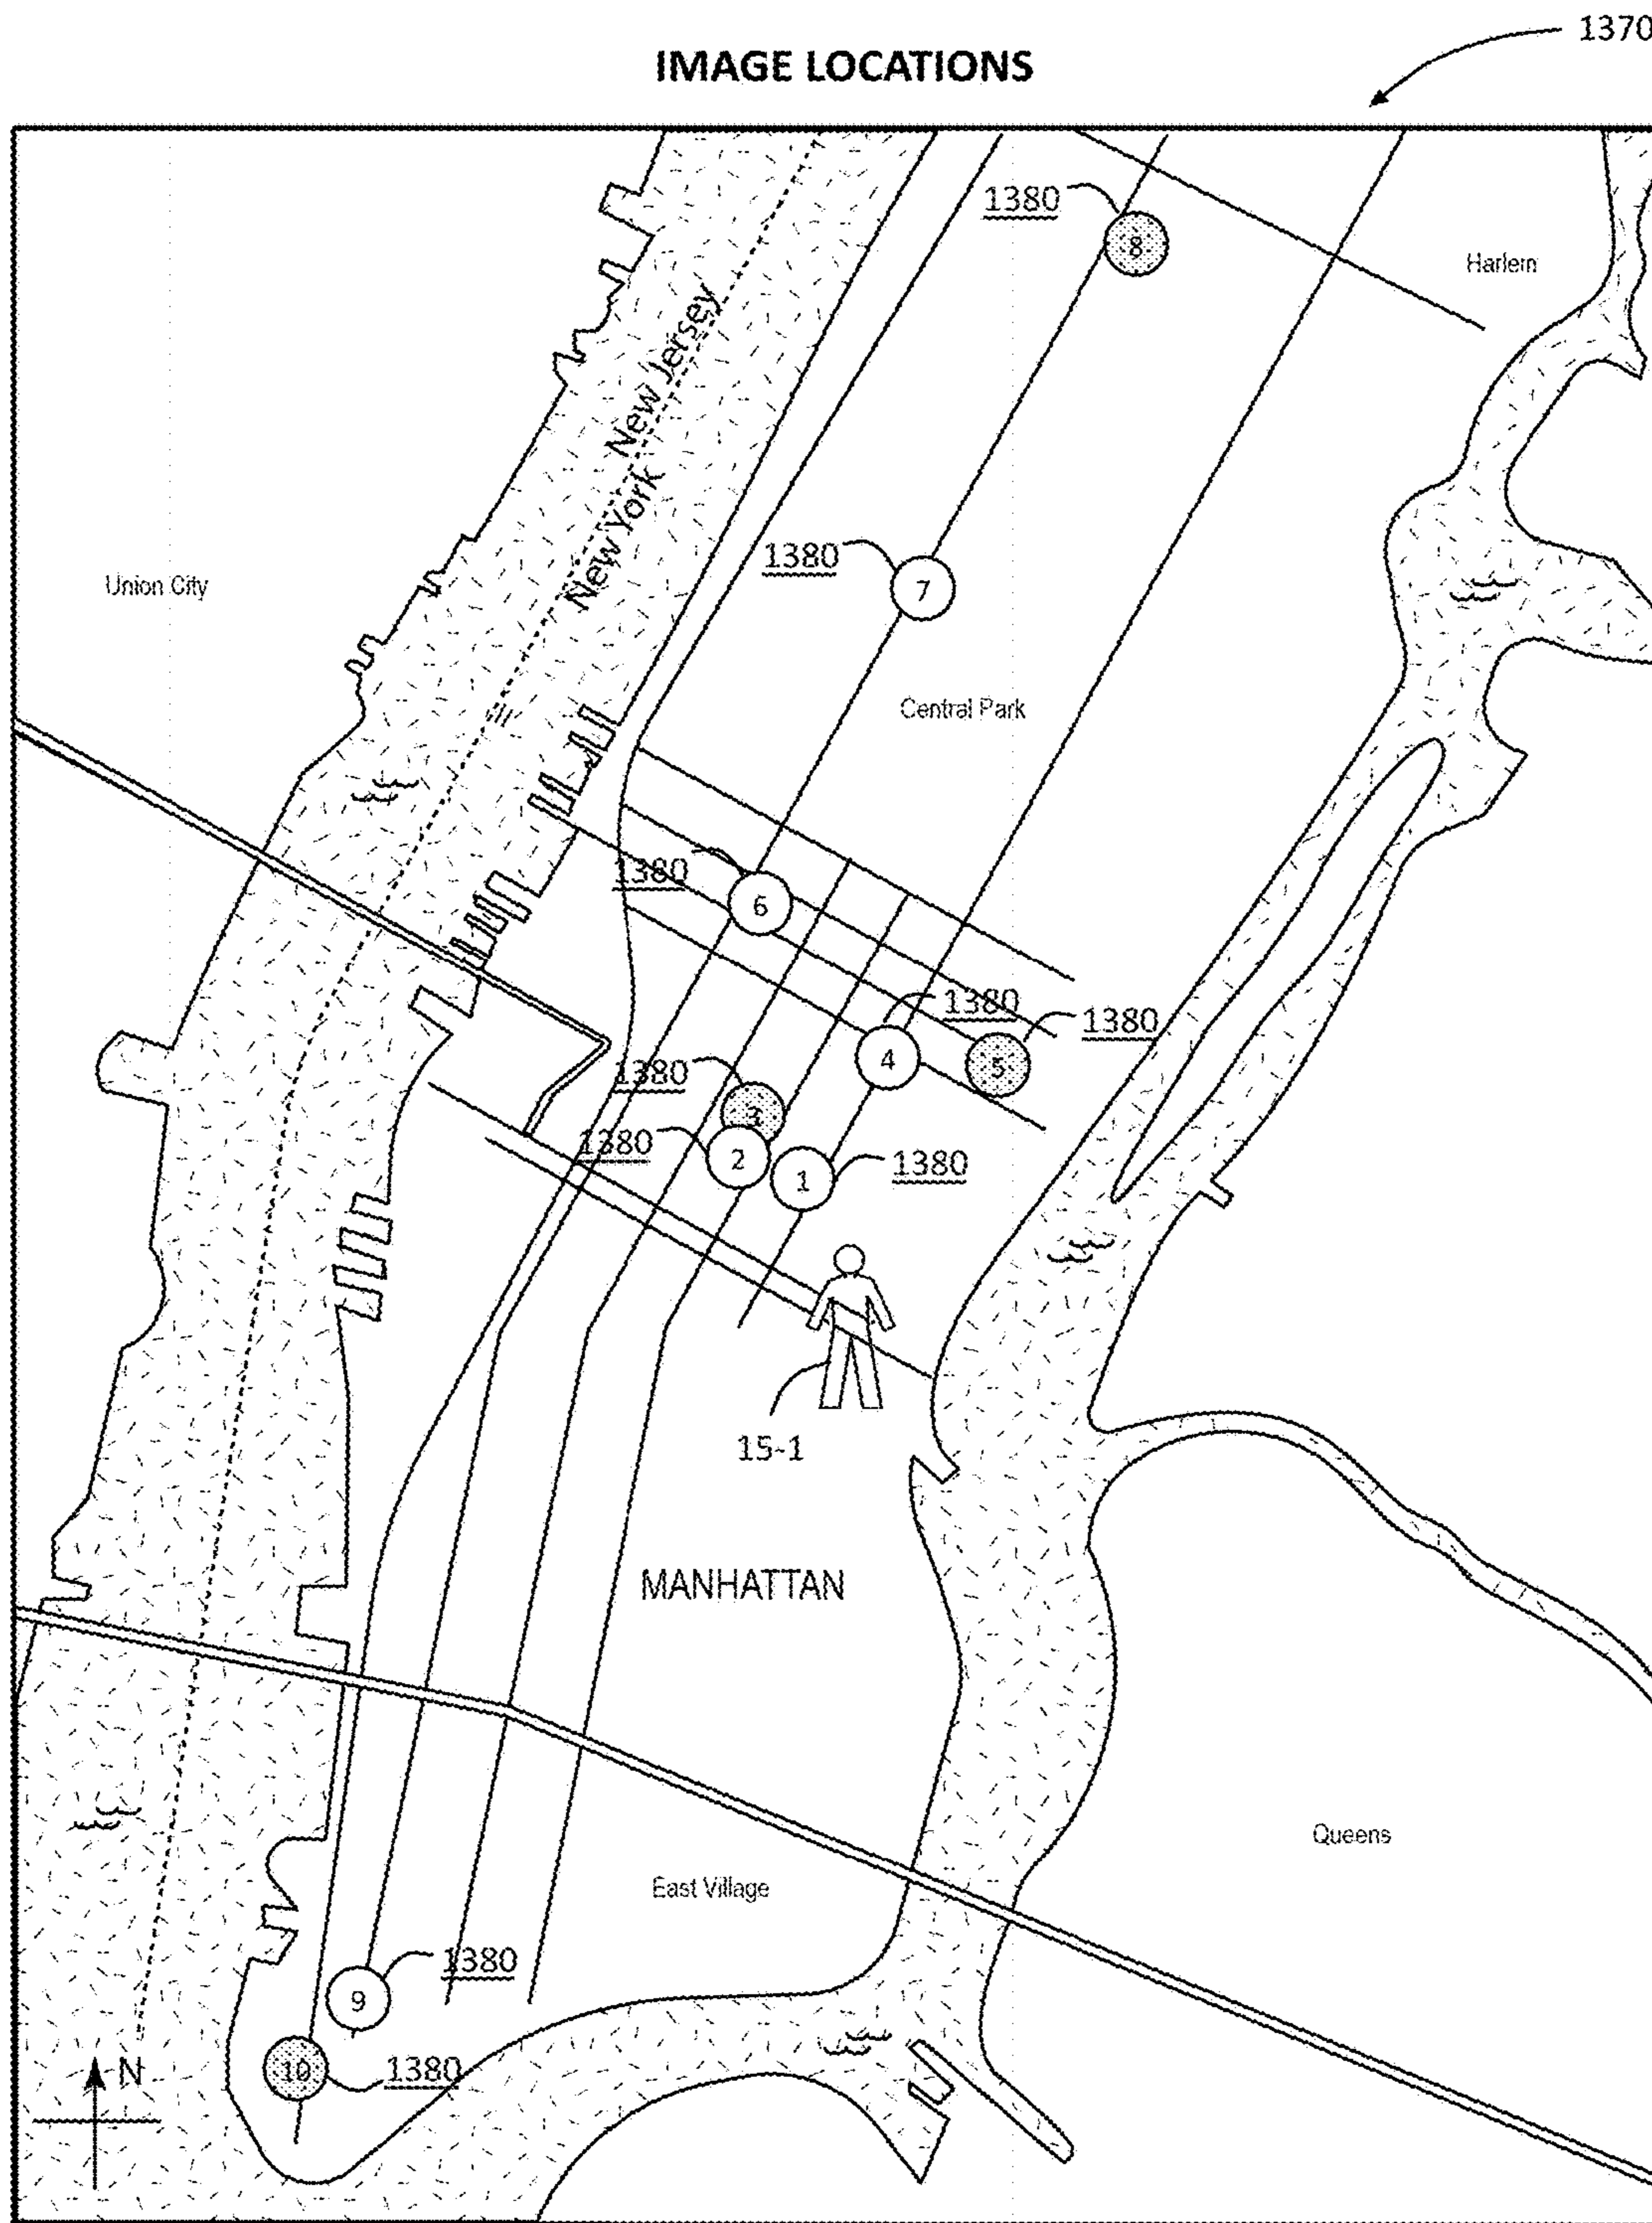 1370
IMAGE LOCATIONS
1380
8
Harlem
New Jersey
New York
1380
7
Union City
Central Park
1380
6
1380
1380
4
5
1380
3
1380
2
1
1380
15-1
MANHATTAN
Queens
East Village
1380
9
10
1380
N